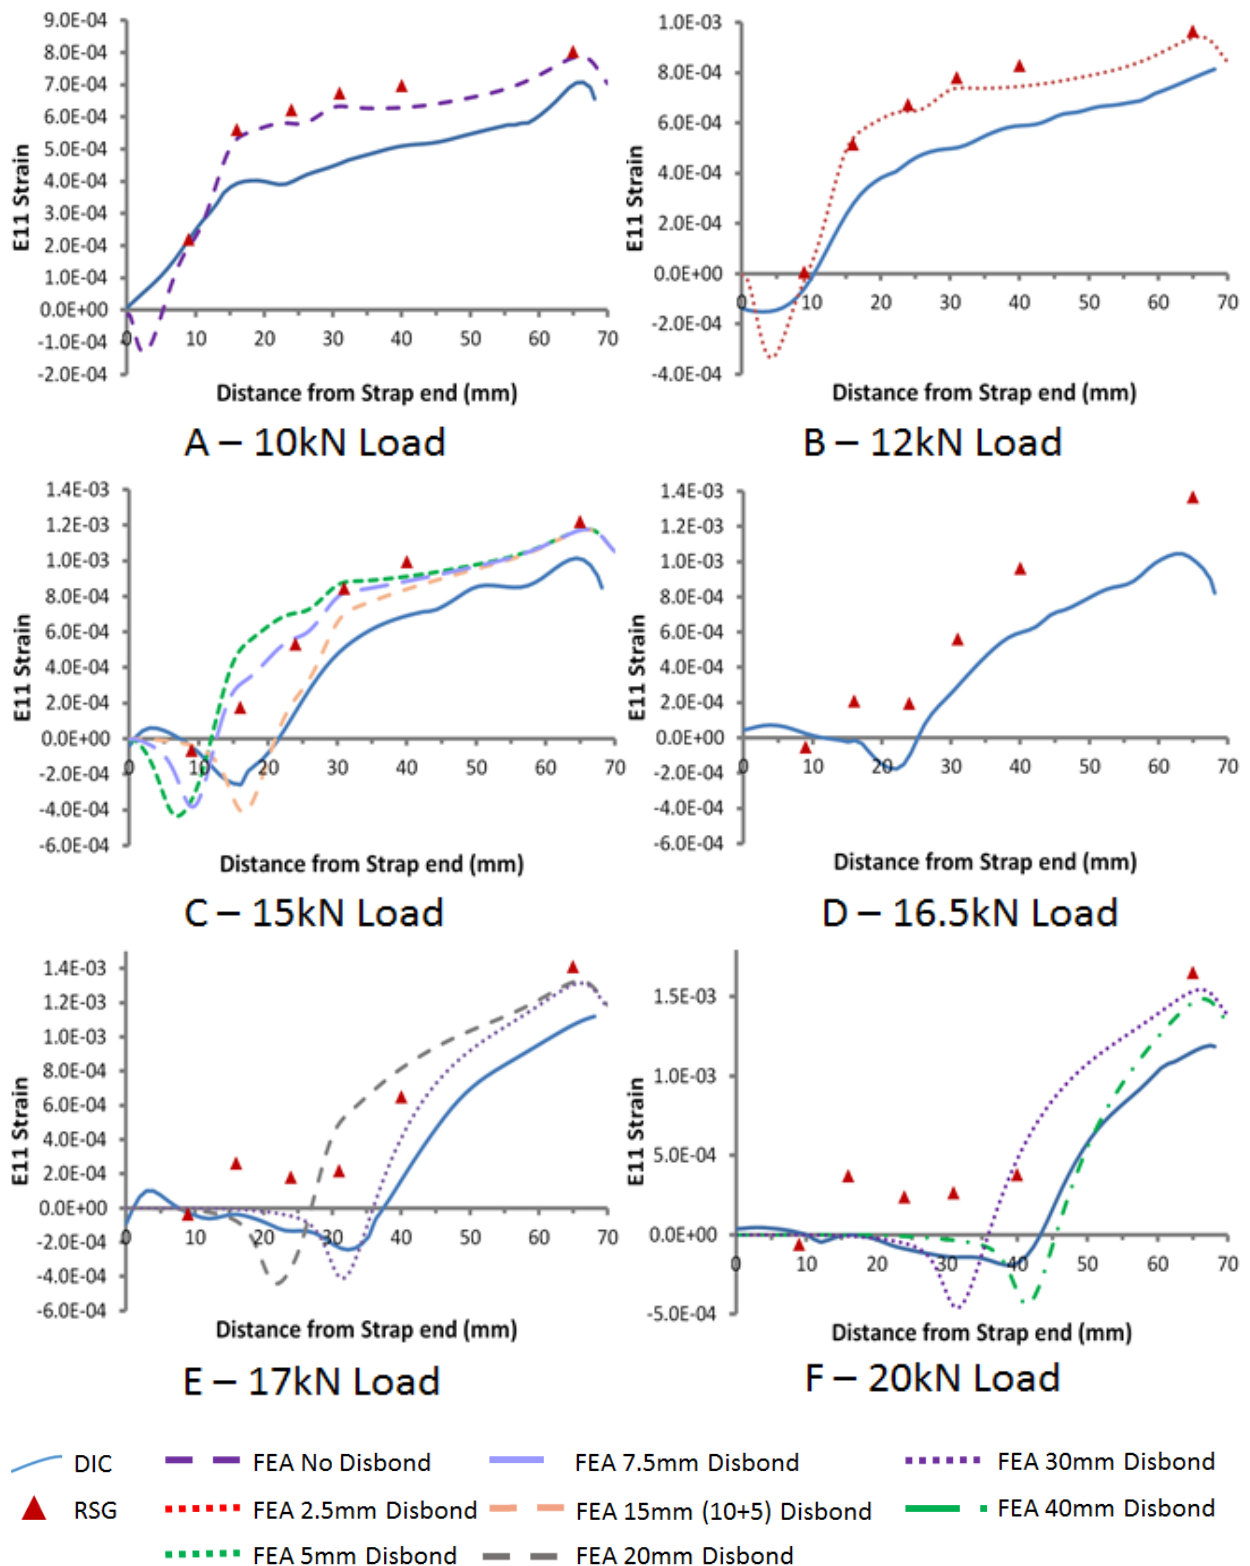 9.0E-04
8.0E-04
7.0E-04
6.0E-04
5.0E-04
4.0E-04
3.0E-04
2.0E-04
1.0E-04
0.0E+00
-1.0E-04
-2.0E-04
E11 Strain
0 10 20 30 40 50 60 70
Distance from Strap end (mm)
A – 10kN Load
1.0E-03
8.0E-04
6.0E-04
4.0E-04
2.0E-04
0.0E+00
-2.0E-04
-4.0E-04
E11 Strain
0 10 20 30 40 50 60 70
Distance from Strap end (mm)
B – 12kN Load
1.4E-03
1.2E-03
1.0E-03
8.0E-04
6.0E-04
4.0E-04
2.0E-04
0.0E+00
-2.0E-04
-4.0E-04
-6.0E-04
E11 Strain
0 10 20 30 40 50 60 70
Distance from Strap end (mm)
C – 15kN Load
1.4E-03
1.2E-03
1.0E-03
8.0E-04
6.0E-04
4.0E-04
2.0E-04
0.0E+00
-2.0E-04
-4.0E-04
-6.0E-04
E11 Strain
0 10 20 30 40 50 60 70
Distance from Strap end (mm)
D – 16.5kN Load
1.4E-03
1.2E-03
1.0E-03
8.0E-04
6.0E-04
4.0E-04
2.0E-04
0.0E+00
-2.0E-04
-4.0E-04
-6.0E-04
E11 Strain
0 10 20 30 40 50 60 70
Distance from Strap end (mm)
E – 17kN Load
1.5E-03
1.0E-03
5.0E-04
0.0E+00
-5.0E-04
E11 Strain
0 10 20 30 40 50 60 70
Distance from Strap end (mm)
F – 20kN Load
DIC FEA No Disbond FEA 7.5mm Disbond FEA 30mm Disbond
RSG FEA 2.5mm Disbond FEA 15mm (10+5) Disbond FEA 40mm Disbond
FEA 5mm Disbond FEA 20mm Disbond